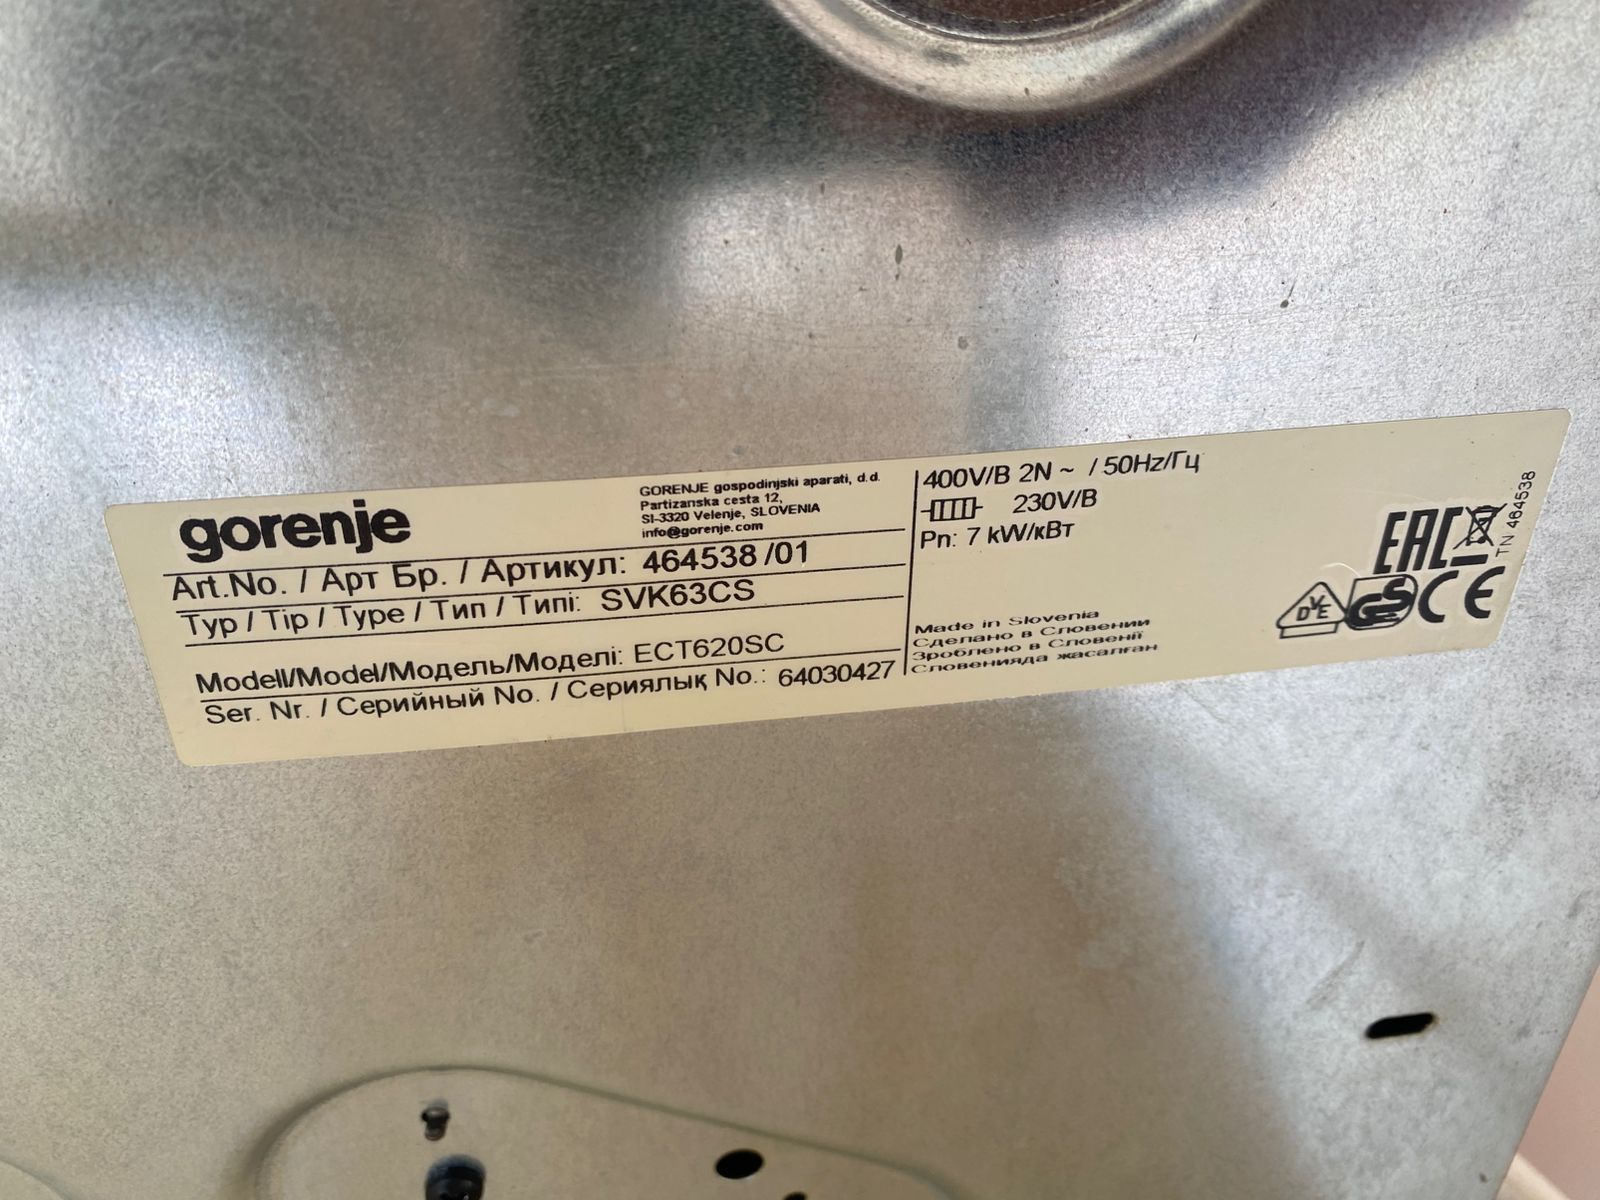 gorenje
GORENJE gospodinjski aparati, d.d.
Partizanska cesta 12,
SI-3320 Velenje, SLOVENIA
info@gorenje.com
Art.No. / Арт Бр. / Артикул: 464538 /01
Typ / Tip / Type / Тип / Типі: SVK63CS
Modell/Model/Модель/Моделі: ECT620SC
Ser. Nr. / Серийный No. / Сериялық No.: 64030427
400V/В 2N ~ / 50Hz/Гц
230V/В
Pn: 7 kW/кВт
Made in Slovenia
Сделано в Словении
Зроблено в Словенії
Словенияда жасалған
EAC
TN 464538
DVE
GS CE